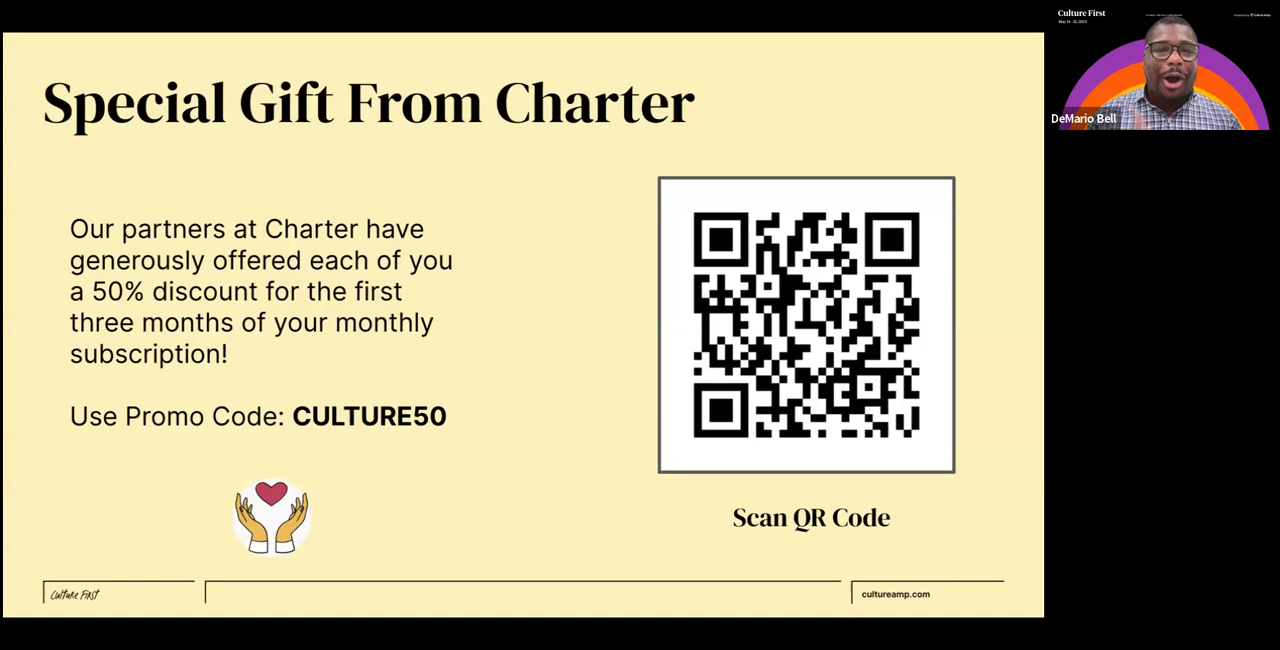 Special Gift From Charter
Our partners at Charter have
generously offered each of you
a 50% discount for the first
three months of your monthly
subscription!
Use Promo Code: CULTURE50
Scan QR Code
Culture First
cultureamp.com
Culture First
DeMario Bell